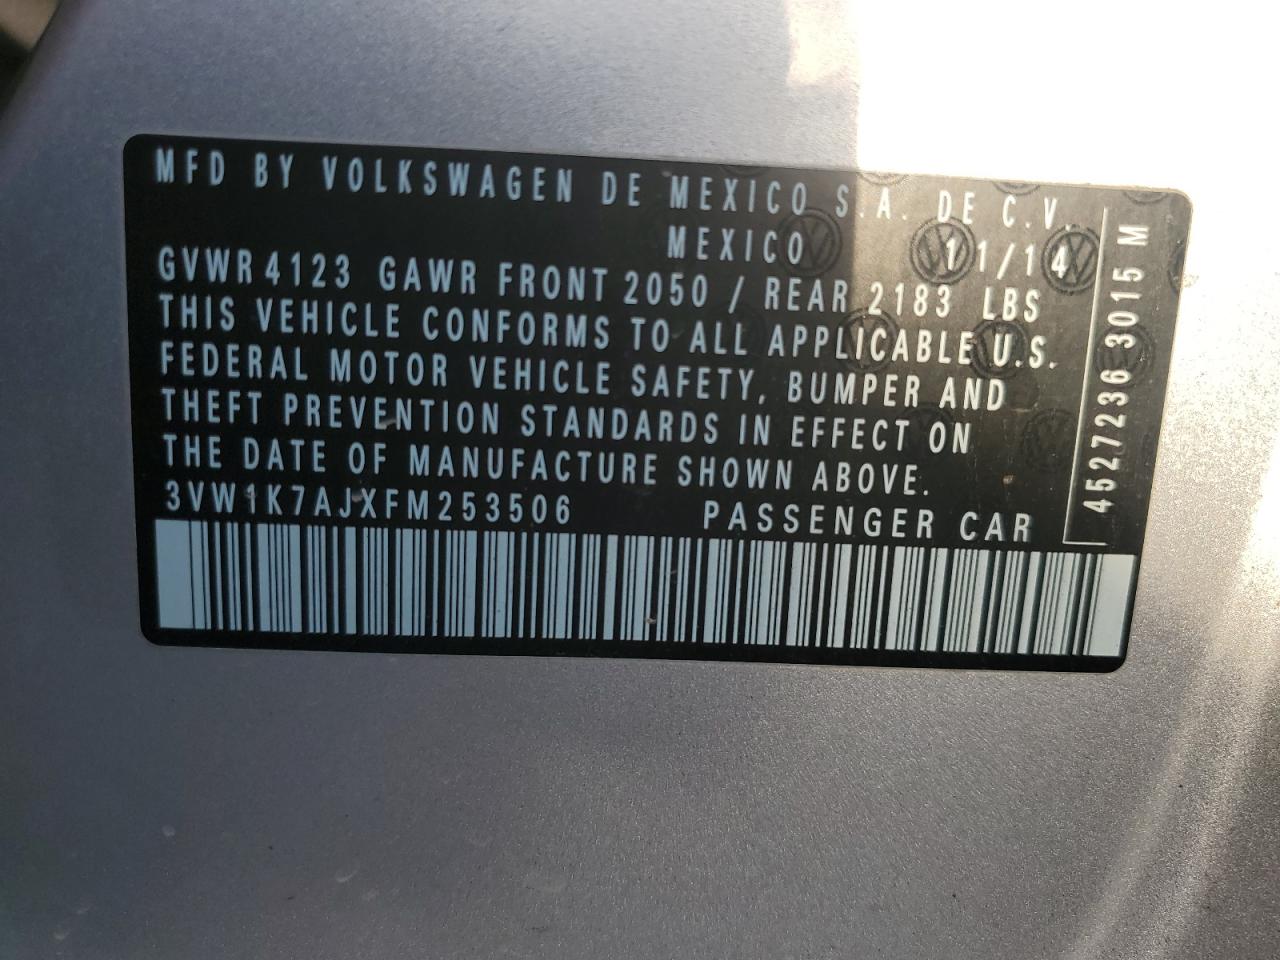 MFD BY VOLKSWAGEN DE MEXICO S.A. DE C.V.
MEXICO 11/14
GVWR 4123 GAWR FRONT 2050 / REAR 2183 LBS
THIS VEHICLE CONFORMS TO ALL APPLICABLE U.S.
FEDERAL MOTOR VEHICLE SAFETY, BUMPER AND
THEFT PREVENTION STANDARDS IN EFFECT ON
THE DATE OF MANUFACTURE SHOWN ABOVE.
3VW1K7AJXFM253506 PASSENGER CAR
4527236 3015 M